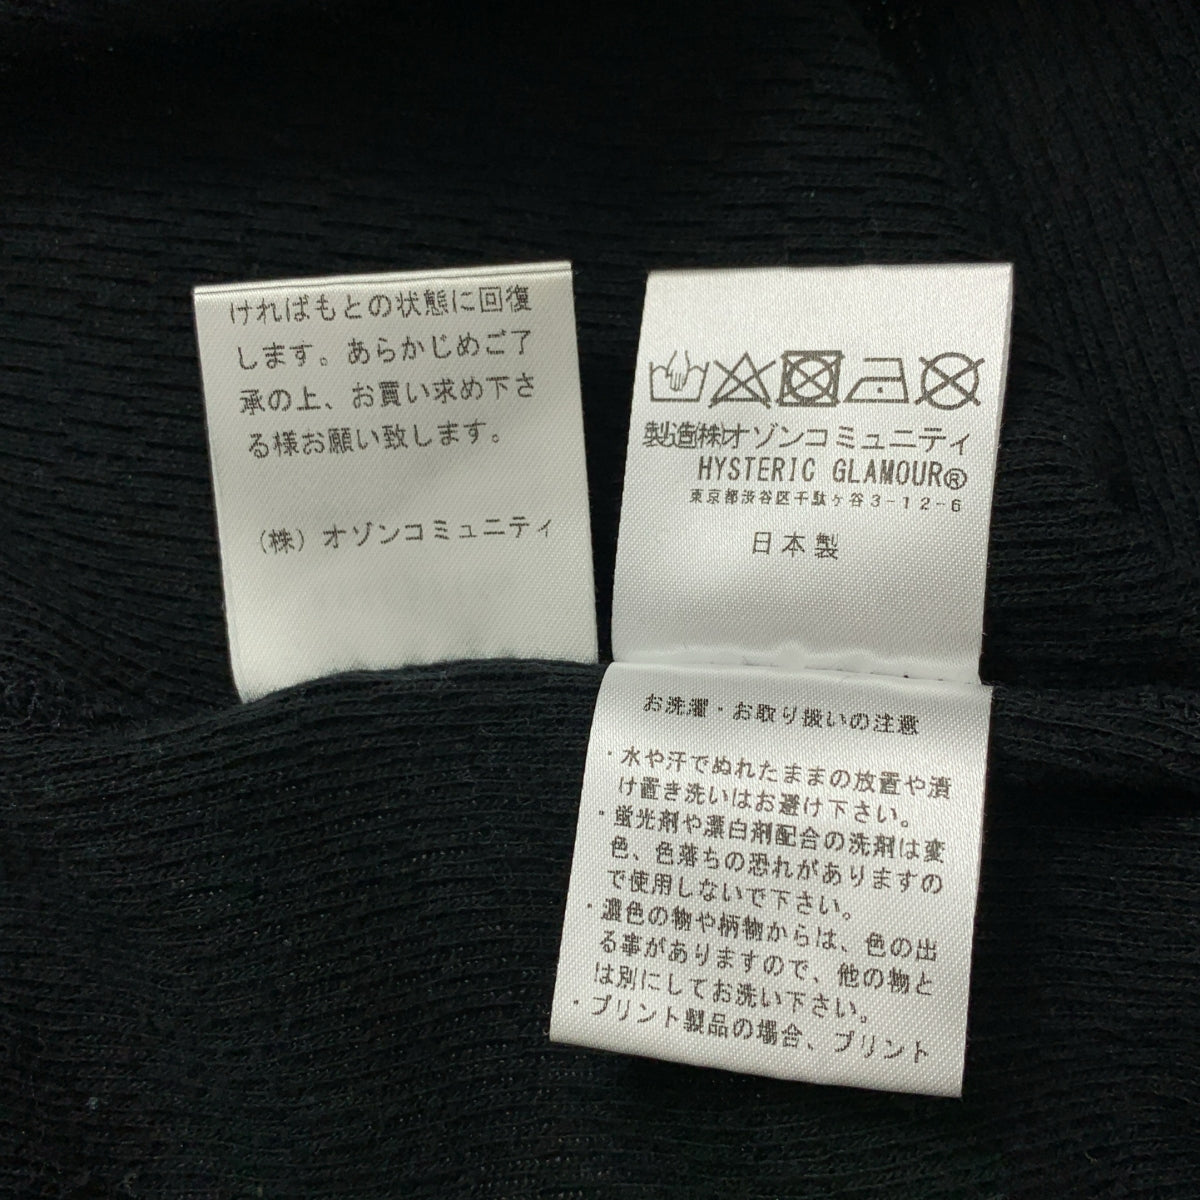 ければもとの状態に回復
します。あらかじめご了
承の上、お買い求め下さ
る様お願い致します。
(株)オゾンコミュニティ
製造㈱オゾンコミュニティ
HYSTERIC GLAMOUR®
東京都渋谷区千駄ヶ谷3-12-6
日本製
お洗濯・お取り扱いの注意
・水や汗でぬれたままの放置や漬
け置き洗いはお避け下さい。
・蛍光剤や漂白剤配合の洗剤は変
色、色落ちの恐れがありますの
で使用しないで下さい。
・濃色の物や柄物からは、色の出
る事がありますので、他の物と
は別にしてお洗い下さい。
・プリント製品の場合、プリント